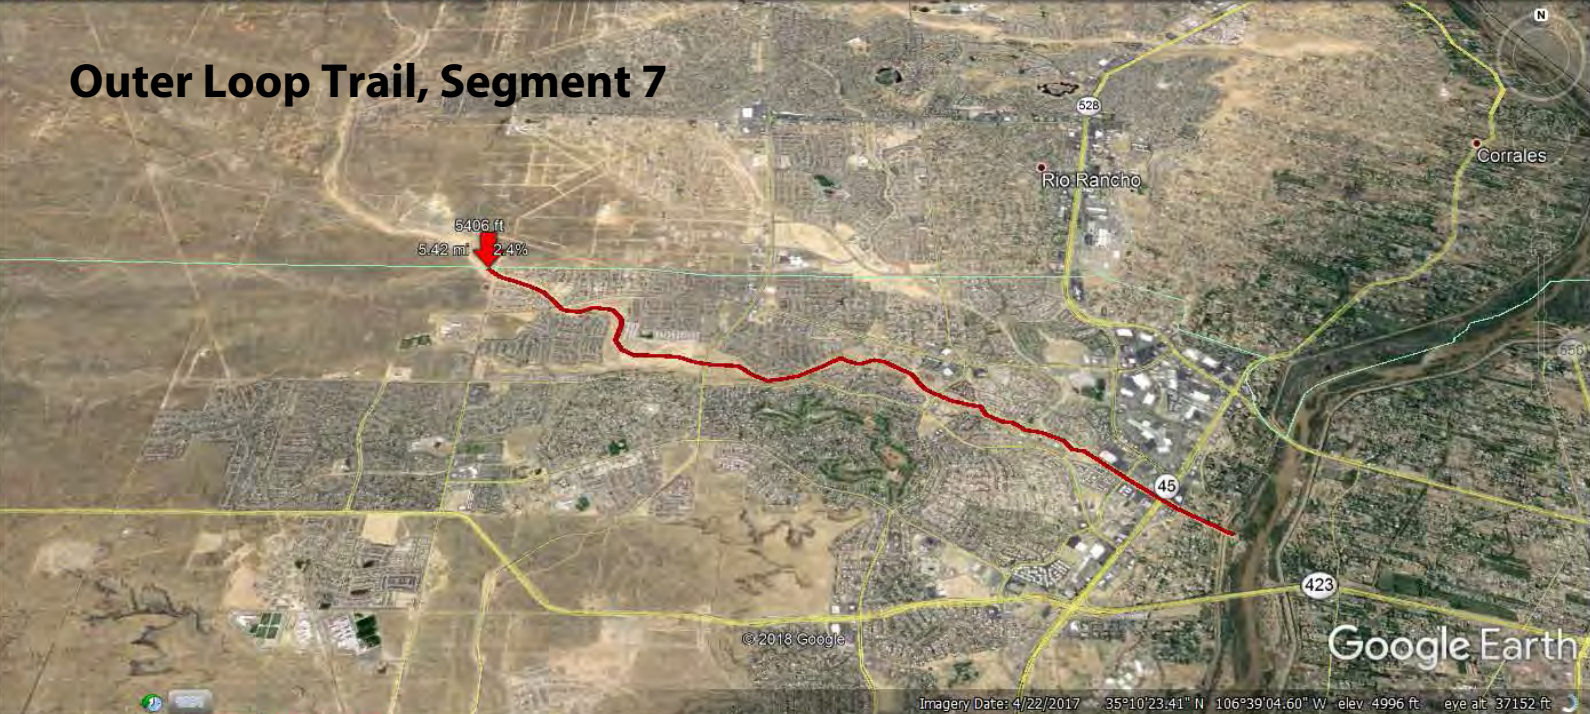 N
Outer Loop Trail, Segment 7
528
Corrales
Rio Rancho
5406 ft
5.42 mi 2.4%
556
45
423
© 2018 Google
Google Earth
Imagery Date: 4/22/2017 35°10'23.41" N 106°39'04.60" W elev 4996 ft eye alt 37152 ft